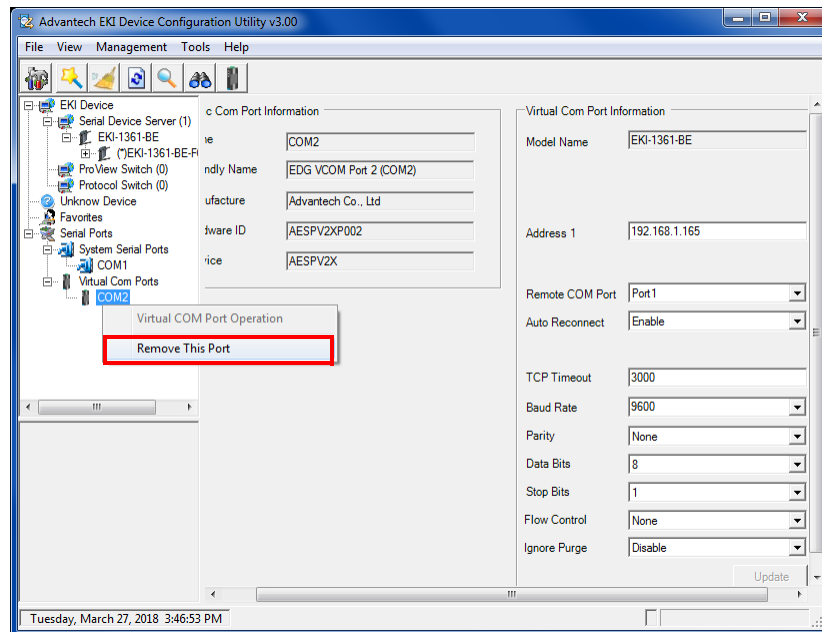 Advantech EKI Device Configuration Utility v3.00
File View Management Tools Help
EKI Device
Serial Device Server (1)
EKI-1361-BE
(*)EKI-1361-BE-F
ProView Switch (0)
Protocol Switch (0)
Unknow Device
Favorites
Serial Ports
System Serial Ports
COM1
Virtual Com Ports
COM2
Virtual COM Port Operation
Remove This Port
c Com Port Information
ne COM2
ndly Name EDG VCOM Port 2 (COM2)
ufacture Advantech Co., Ltd
dware ID AESPV2XP002
vice AESPV2X
Virtual Com Port Information
Model Name EKI-1361-BE
Address 1 192.168.1.165
Remote COM Port Port1
Auto Reconnect Enable
TCP Timeout 3000
Baud Rate 9600
Parity None
Data Bits 8
Stop Bits 1
Flow Control None
Ignore Purge Disable
Update
Tuesday, March 27, 2018 3:46:53 PM